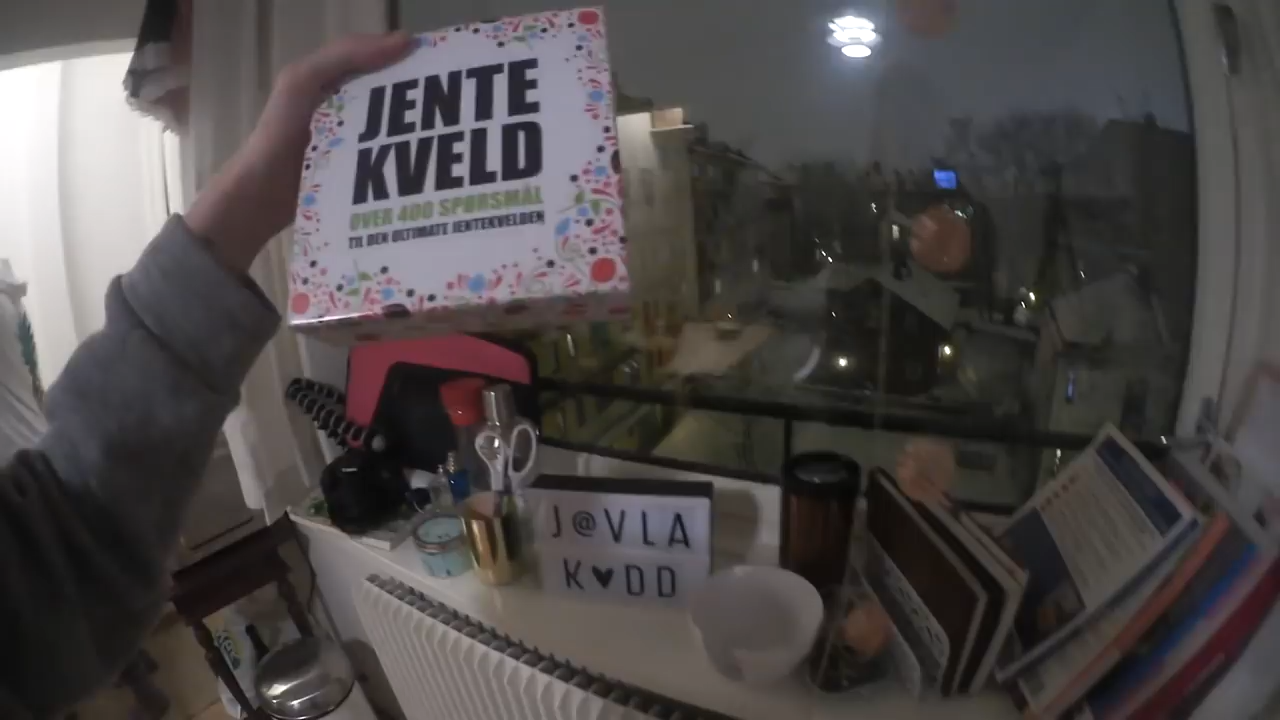 JENTE
KVELD
OVER 400 SPØRSMÅL
TIL DEN ULTIMATE JENTEKVELDEN
J@VLA
K♥DD